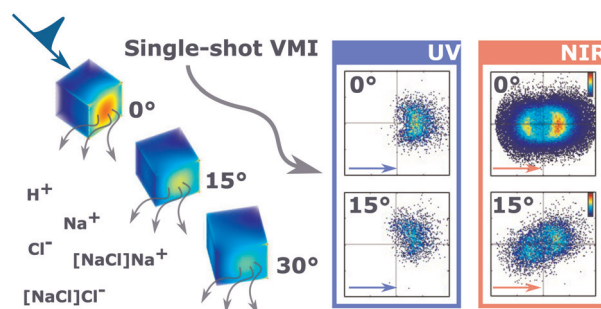 Single-shot VMI
0°
15°
30°
H+
Na+
Cl-
[NaCl]Na+
[NaCl]Cl-
UV
0°
15°
NIR
0°
15°